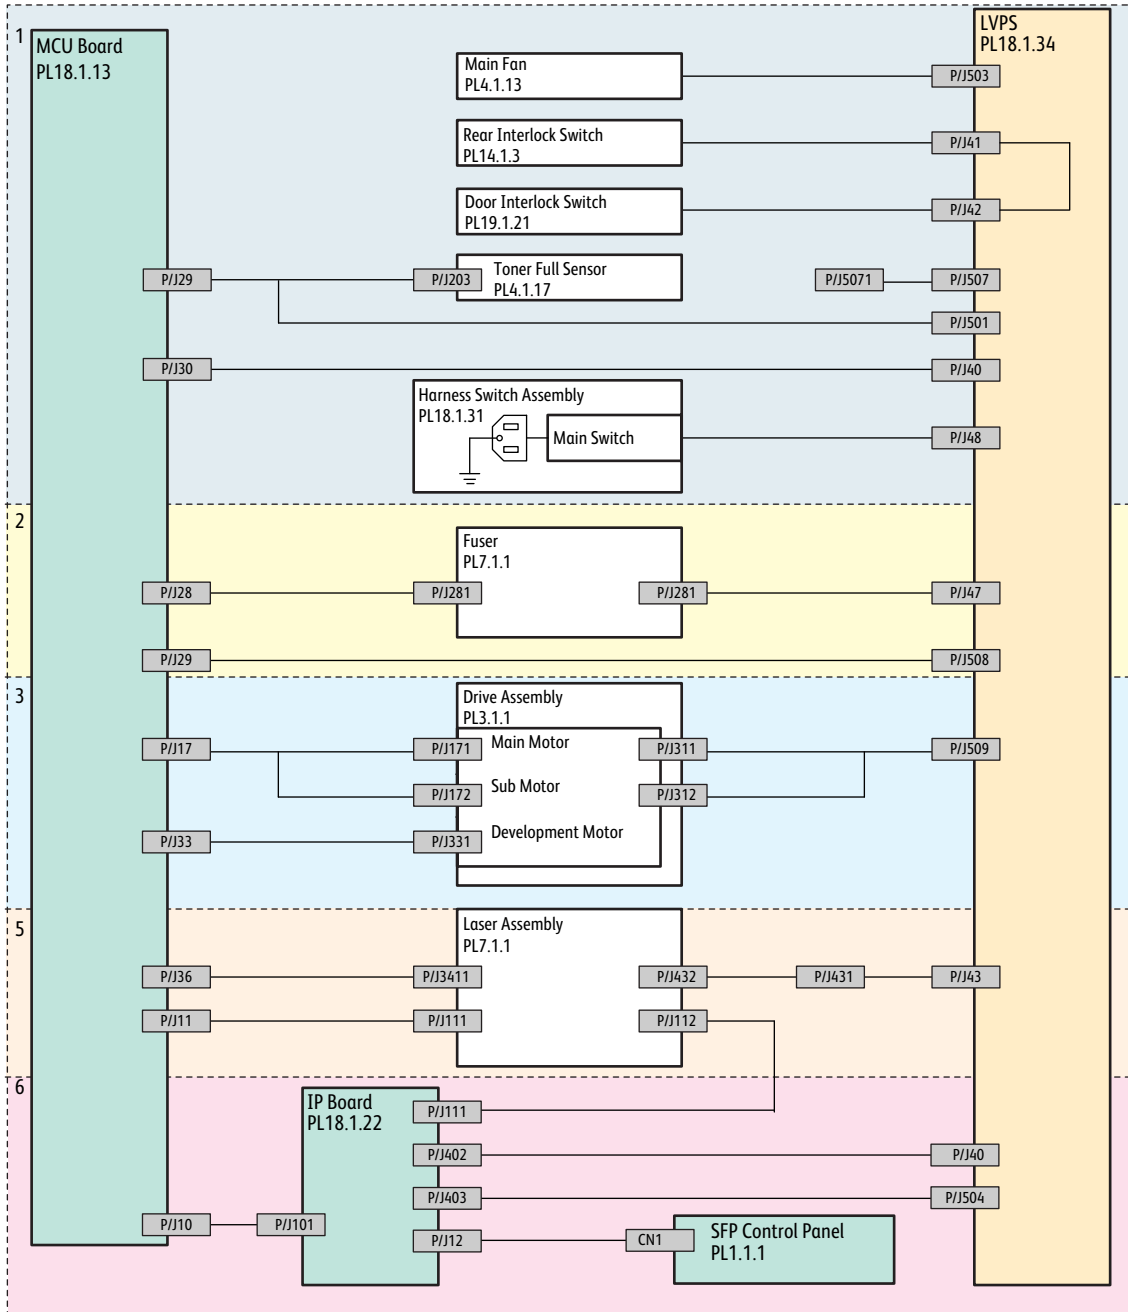 1
MCU Board
PL18.1.13
LVPS
PL18.1.34
Main Fan
PL4.1.13
P/J503
Rear Interlock Switch
PL14.1.3
P/J41
Door Interlock Switch
PL19.1.21
P/J42
P/J29
P/J203
Toner Full Sensor
PL4.1.17
P/J5071
P/J507
P/J501
P/J30
P/J40
Harness Switch Assembly
PL18.1.31
Main Switch
P/J48
2
Fuser
PL7.1.1
P/J28
P/J281
P/J281
P/J47
P/J29
P/J508
3
Drive Assembly
PL3.1.1
P/J17
P/J171
Main Motor
P/J311
P/J509
P/J172
Sub Motor
P/J312
P/J33
P/J331
Development Motor
5
Laser Assembly
PL7.1.1
P/J36
P/J3411
P/J432
P/J431
P/J43
P/J11
P/J111
P/J112
6
IP Board
PL18.1.22
P/J111
P/J402
P/J40
P/J403
P/J504
P/J10
P/J101
P/J12
CN1
SFP Control Panel
PL1.1.1